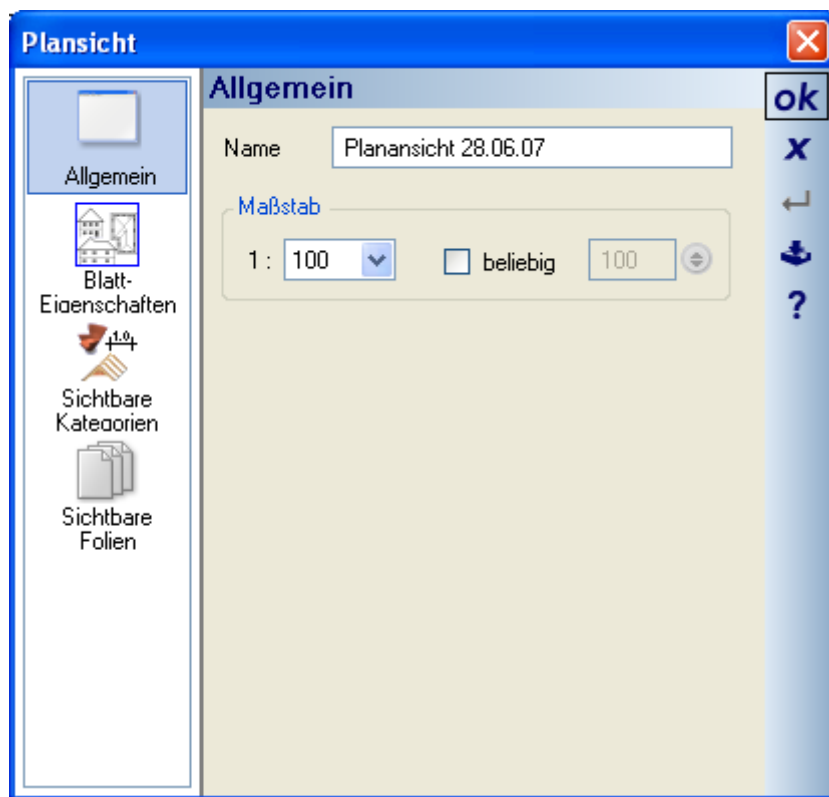 Plansicht
Allgemein
Blatt-
Eigenschaften
1.0
Sichtbare
Kategorien
Sichtbare
Folien
Allgemein
Name Planansicht 28.06.07
Maßstab
1 : 100 beliebig 100
ok
x
?